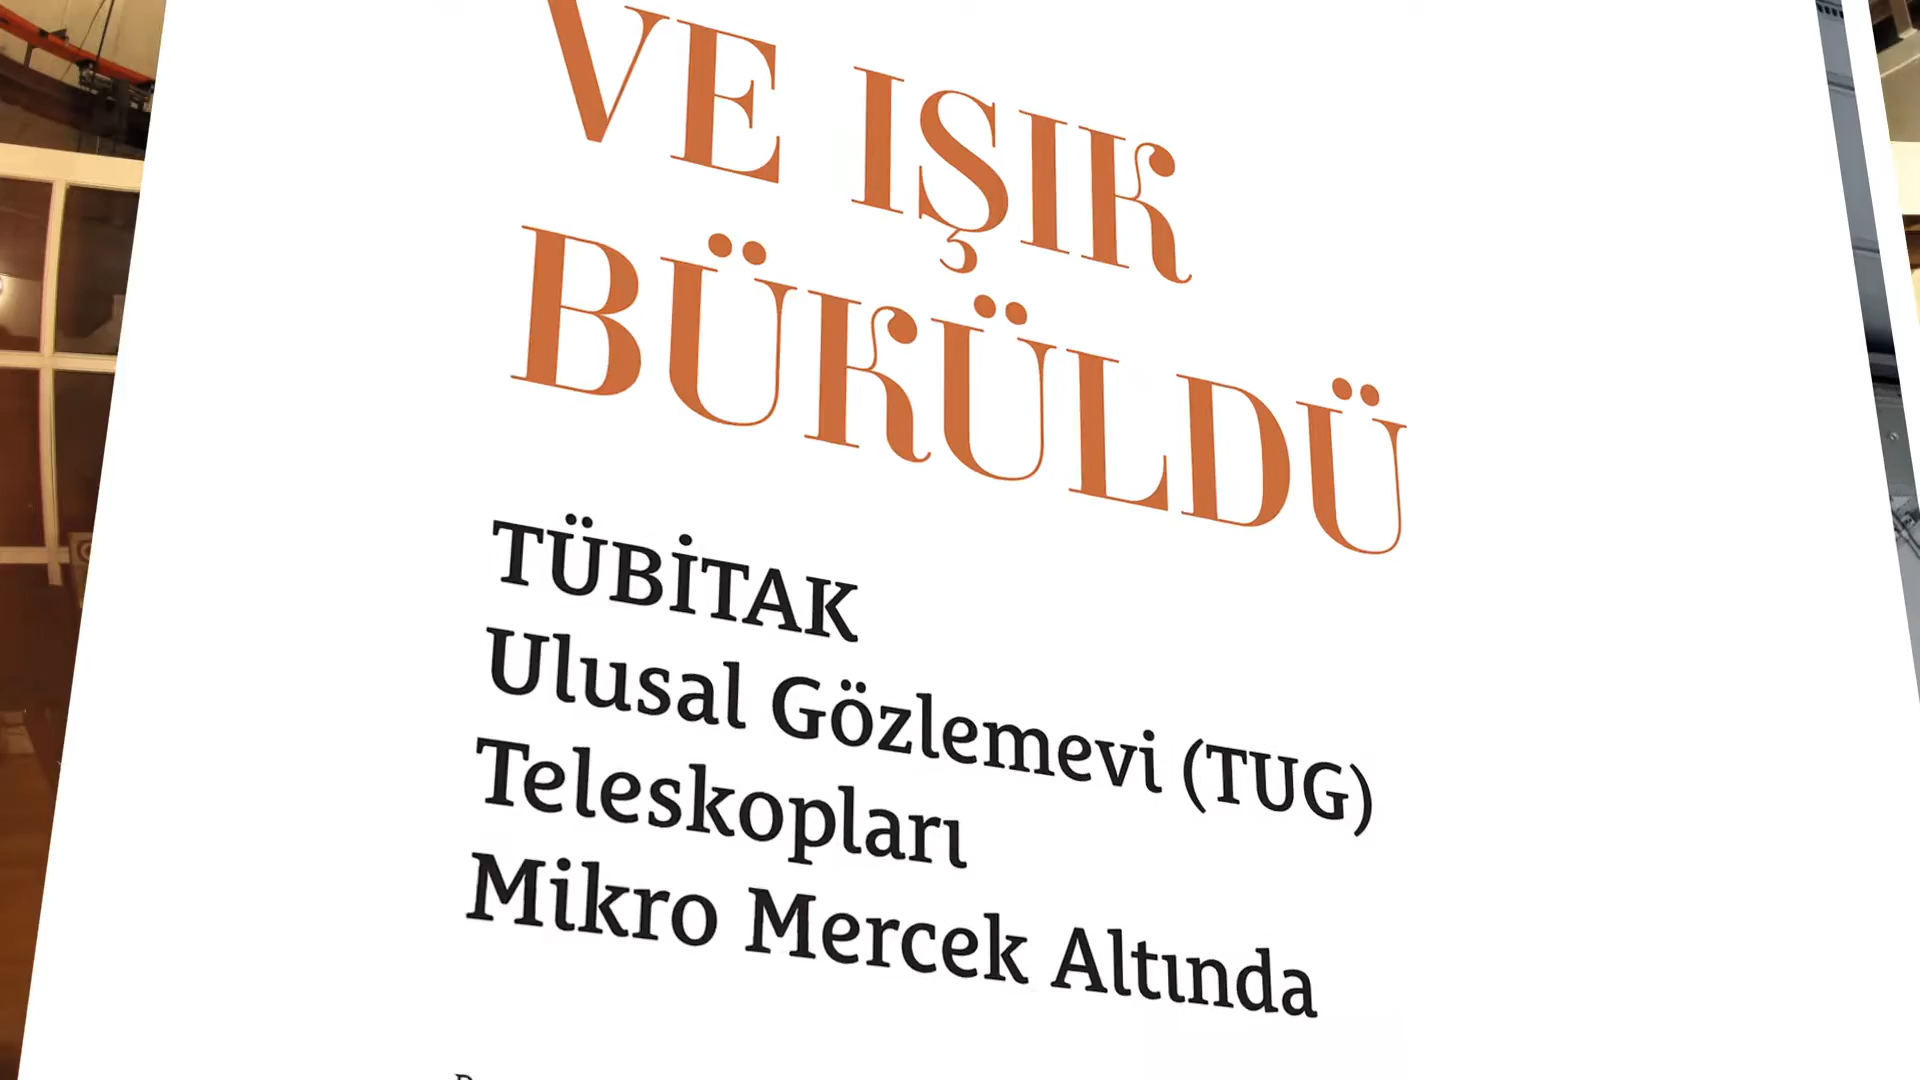 VE IŞIK
BÜKÜLDÜ
TÜBİTAK
Ulusal Gözlemevi (TUG)
Teleskopları
Mikro Mercek Altında